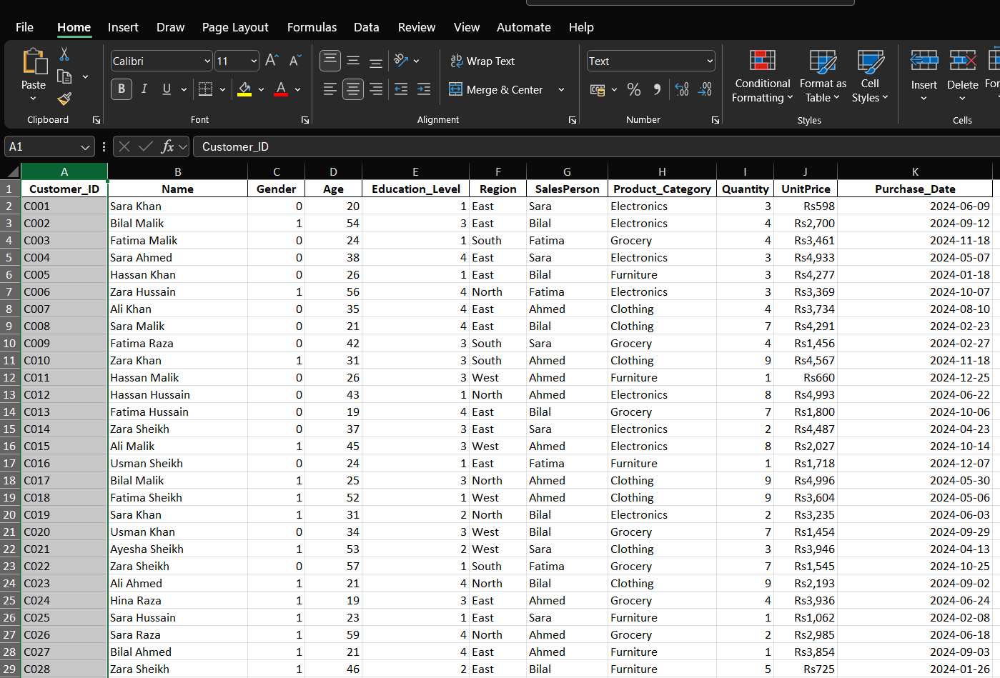 File Home Insert Draw Page Layout Formulas Data Review View Automate Help
Calibri 11 A A ab Wrap Text Text
Paste B I U A Merge & Center % Conditional Formatting Format as Table Cell Styles Insert Delete For
Clipboard Font Alignment Number Styles Cells
A1 fx Customer_ID
A B C D E F G H I J K
1 Customer_ID Name Gender Age Education_Level Region SalesPerson Product_Category Quantity UnitPrice Purchase_Date
2 C001 Sara Khan 0 20 1 East Sara Electronics 3 Rs598 2024-06-09
3 C002 Bilal Malik 1 54 3 East Bilal Electronics 4 Rs2,700 2024-09-12
4 C003 Fatima Malik 0 24 1 South Fatima Grocery 4 Rs3,461 2024-11-18
5 C004 Sara Ahmed 0 38 4 East Sara Electronics 3 Rs4,933 2024-05-07
6 C005 Hassan Khan 0 26 1 East Bilal Furniture 3 Rs4,277 2024-01-18
7 C006 Zara Hussain 1 56 4 North Fatima Electronics 3 Rs3,369 2024-10-07
8 C007 Ali Khan 0 35 4 East Ahmed Clothing 4 Rs3,734 2024-08-10
9 C008 Sara Malik 0 21 4 East Bilal Clothing 7 Rs4,291 2024-02-23
10 C009 Fatima Raza 0 42 3 South Sara Grocery 4 Rs1,456 2024-02-27
11 C010 Zara Khan 1 31 3 South Ahmed Clothing 9 Rs4,567 2024-11-18
12 C011 Hassan Malik 0 26 3 West Ahmed Furniture 1 Rs660 2024-12-25
13 C012 Hassan Hussain 0 43 1 North Ahmed Electronics 8 Rs4,993 2024-06-22
14 C013 Fatima Hussain 0 19 4 East Bilal Grocery 7 Rs1,800 2024-10-06
15 C014 Zara Sheikh 0 37 3 East Sara Electronics 2 Rs4,487 2024-04-23
16 C015 Ali Malik 1 45 3 West Ahmed Electronics 8 Rs2,027 2024-10-14
17 C016 Usman Sheikh 0 24 1 East Fatima Furniture 1 Rs1,718 2024-12-07
18 C017 Bilal Malik 1 25 3 North Ahmed Clothing 9 Rs4,996 2024-05-30
19 C018 Fatima Sheikh 1 52 1 West Ahmed Clothing 9 Rs3,604 2024-05-06
20 C019 Sara Khan 1 31 2 North Bilal Electronics 2 Rs3,235 2024-06-03
21 C020 Usman Khan 0 34 3 West Bilal Grocery 7 Rs1,454 2024-09-29
22 C021 Ayesha Sheikh 1 53 2 West Sara Clothing 3 Rs3,946 2024-04-13
23 C022 Zara Sheikh 0 57 1 South Fatima Grocery 7 Rs1,545 2024-10-25
24 C023 Ali Ahmed 1 21 4 North Bilal Clothing 9 Rs2,193 2024-09-02
25 C024 Hina Raza 1 19 3 East Ahmed Grocery 4 Rs3,936 2024-06-24
26 C025 Sara Hussain 1 23 1 East Sara Furniture 1 Rs1,062 2024-02-08
27 C026 Sara Raza 1 59 4 North Ahmed Grocery 2 Rs2,985 2024-06-18
28 C027 Bilal Ahmed 1 21 4 East Ahmed Furniture 1 Rs3,854 2024-09-03
29 C028 Zara Sheikh 1 46 2 East Bilal Furniture 5 Rs725 2024-01-26